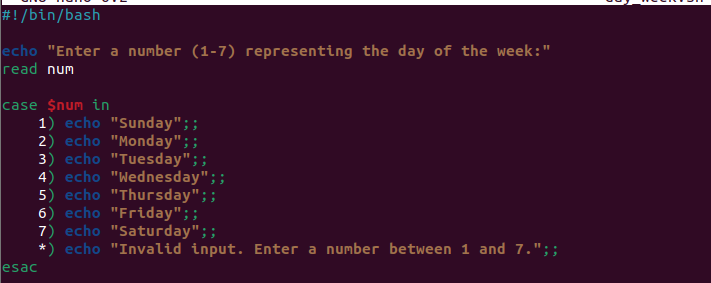 #!/bin/bash
echo "Enter a number (1-7) representing the day of the week:"
read num
case $num in
1) echo "Sunday";;
2) echo "Monday";;
3) echo "Tuesday";;
4) echo "Wednesday";;
5) echo "Thursday";;
6) echo "Friday";;
7) echo "Saturday";;
*) echo "Invalid input. Enter a number between 1 and 7.";;
esac